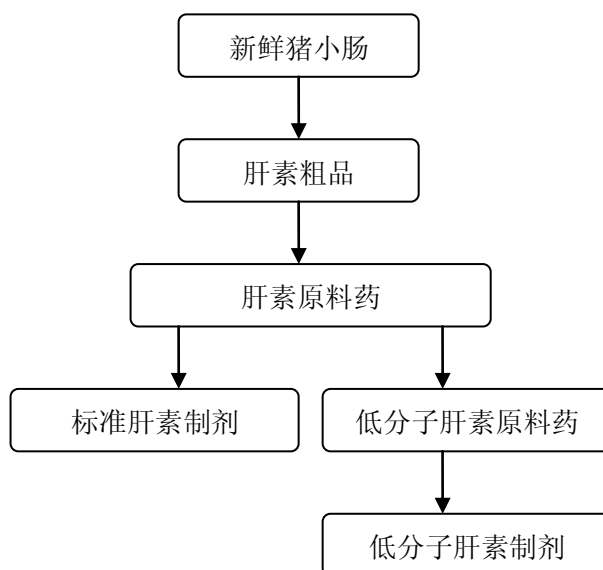 新鲜猪小肠
肝素粗品
肝素原料药
标准肝素制剂
低分子肝素原料药
低分子肝素制剂